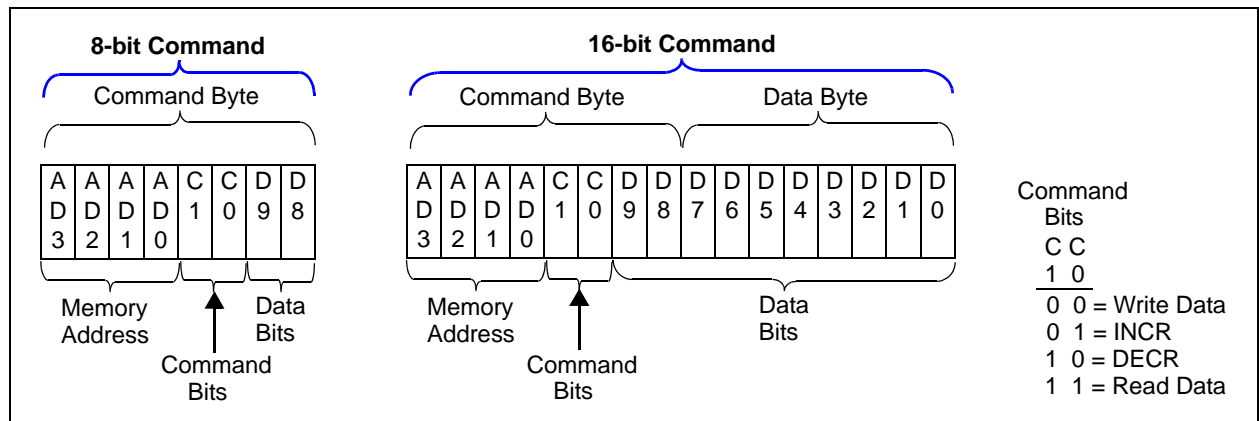 8-bit Command
16-bit Command
Command Byte
Command Byte
Data Byte
A A A A C C D D
D D D D 1 0 9 8
3 2 1 0
A A A A C C D D D D D D D D D D
D D D D 1 0 9 8 7 6 5 4 3 2 1 0
3 2 1 0
Memory
Address
Command
Bits
Data
Bits
Memory
Address
Command
Bits
Data
Bits
Command
Bits
C C
1 0
0 0 = Write Data
0 1 = INCR
1 0 = DECR
1 1 = Read Data